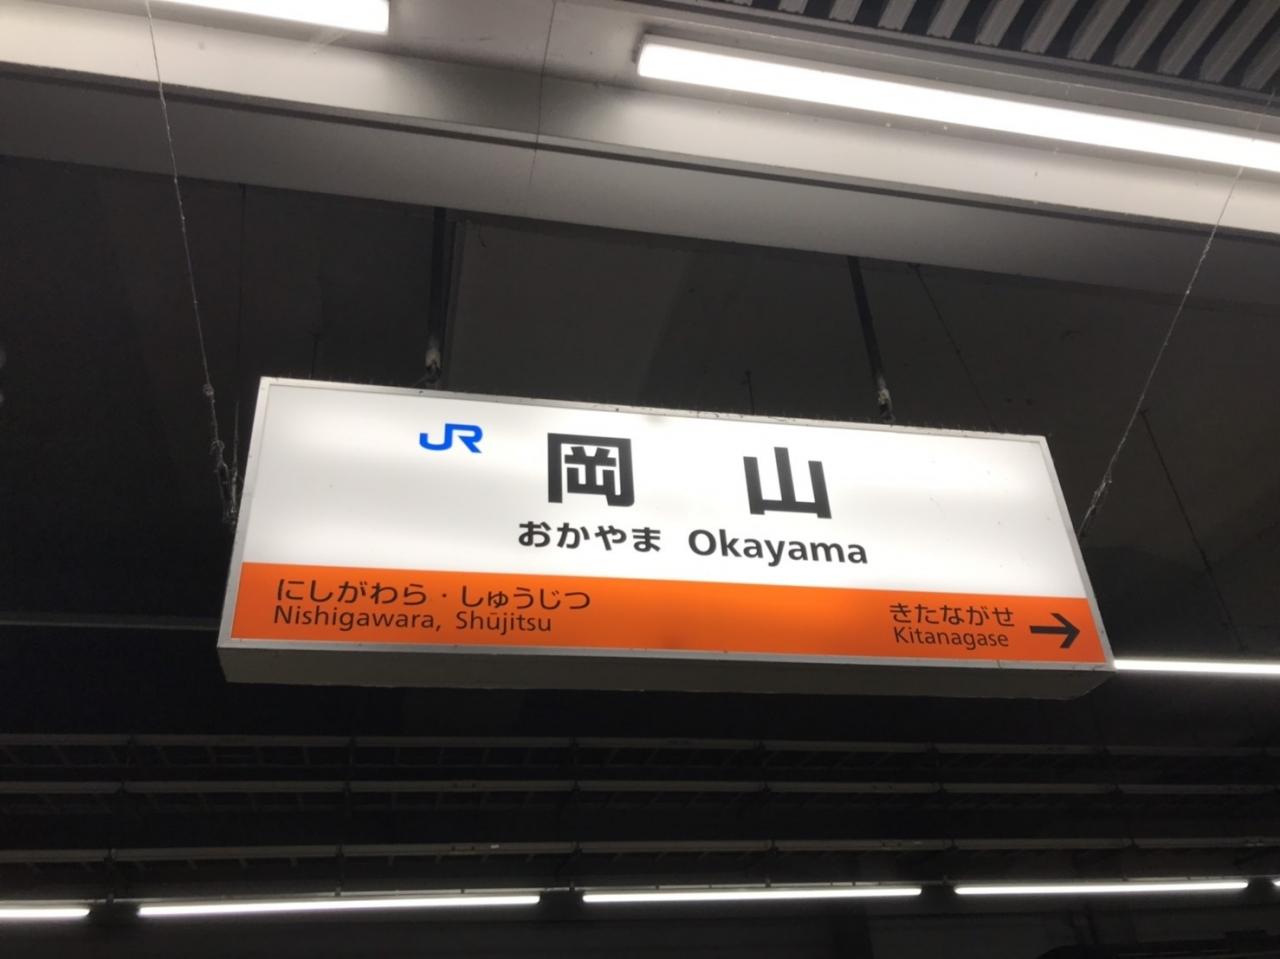 JR 岡山
おかやま Okayama
にしがわら・しゅうじつ
Nishigawara, Shūjitsu
きたながせ →
Kitanagase